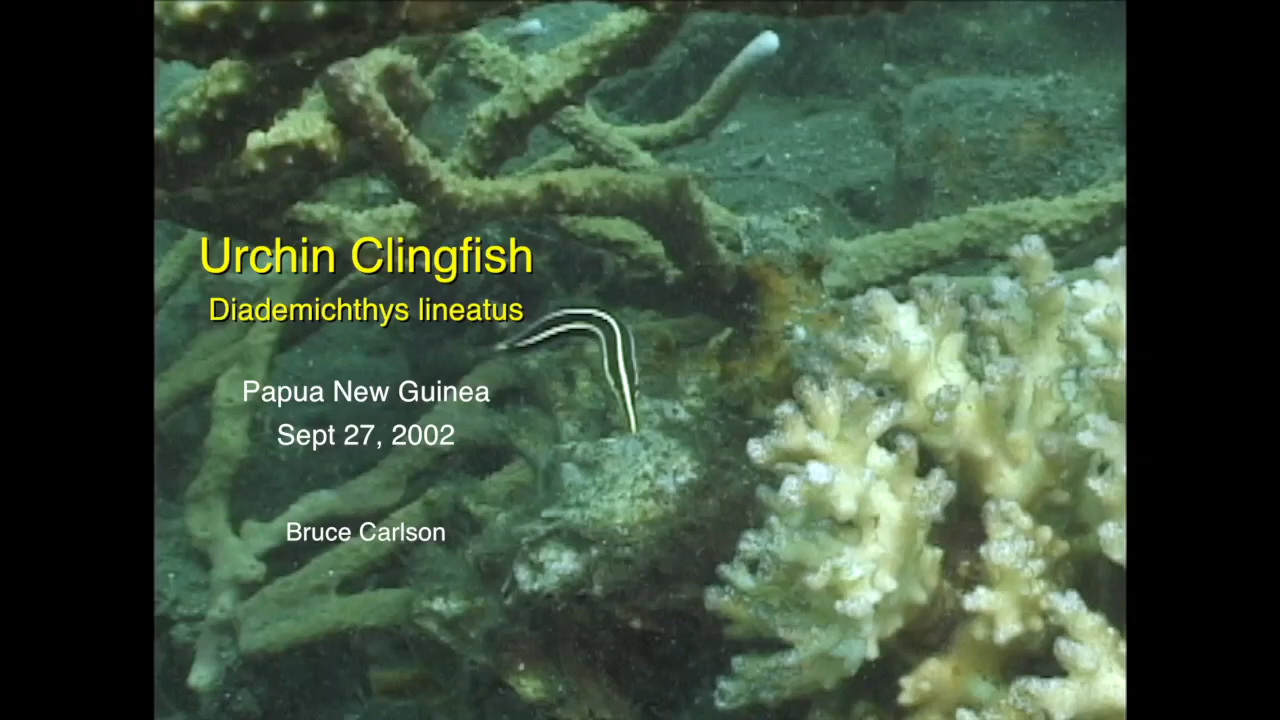 Urchin Clingfish
Diademichthys lineatus
Papua New Guinea
Sept 27, 2002
Bruce Carlson